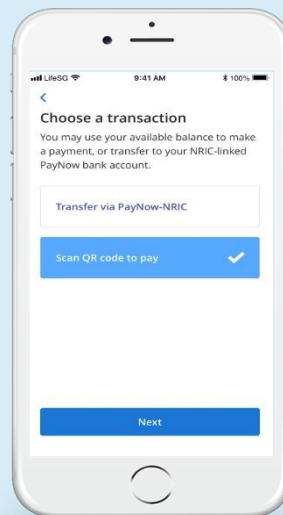 LifeSG 9:41 AM 100%
Choose a transaction
You may use your available balance to make
a payment, or transfer to your NRIC-linked
PayNow bank account.
Transfer via PayNow-NRIC
Scan QR code to pay
Next